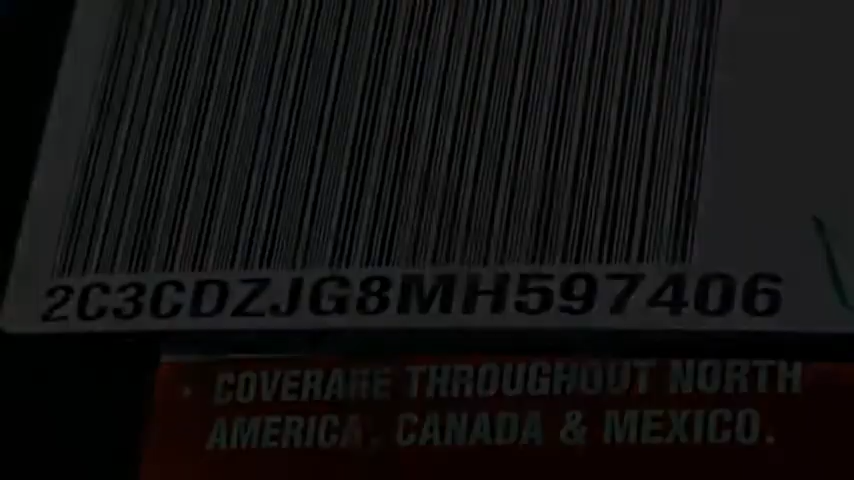 2C3CDZJG8MH597406
• COVERAGE THROUGHOUT NORTH
AMERICA, CANADA & MEXICO.